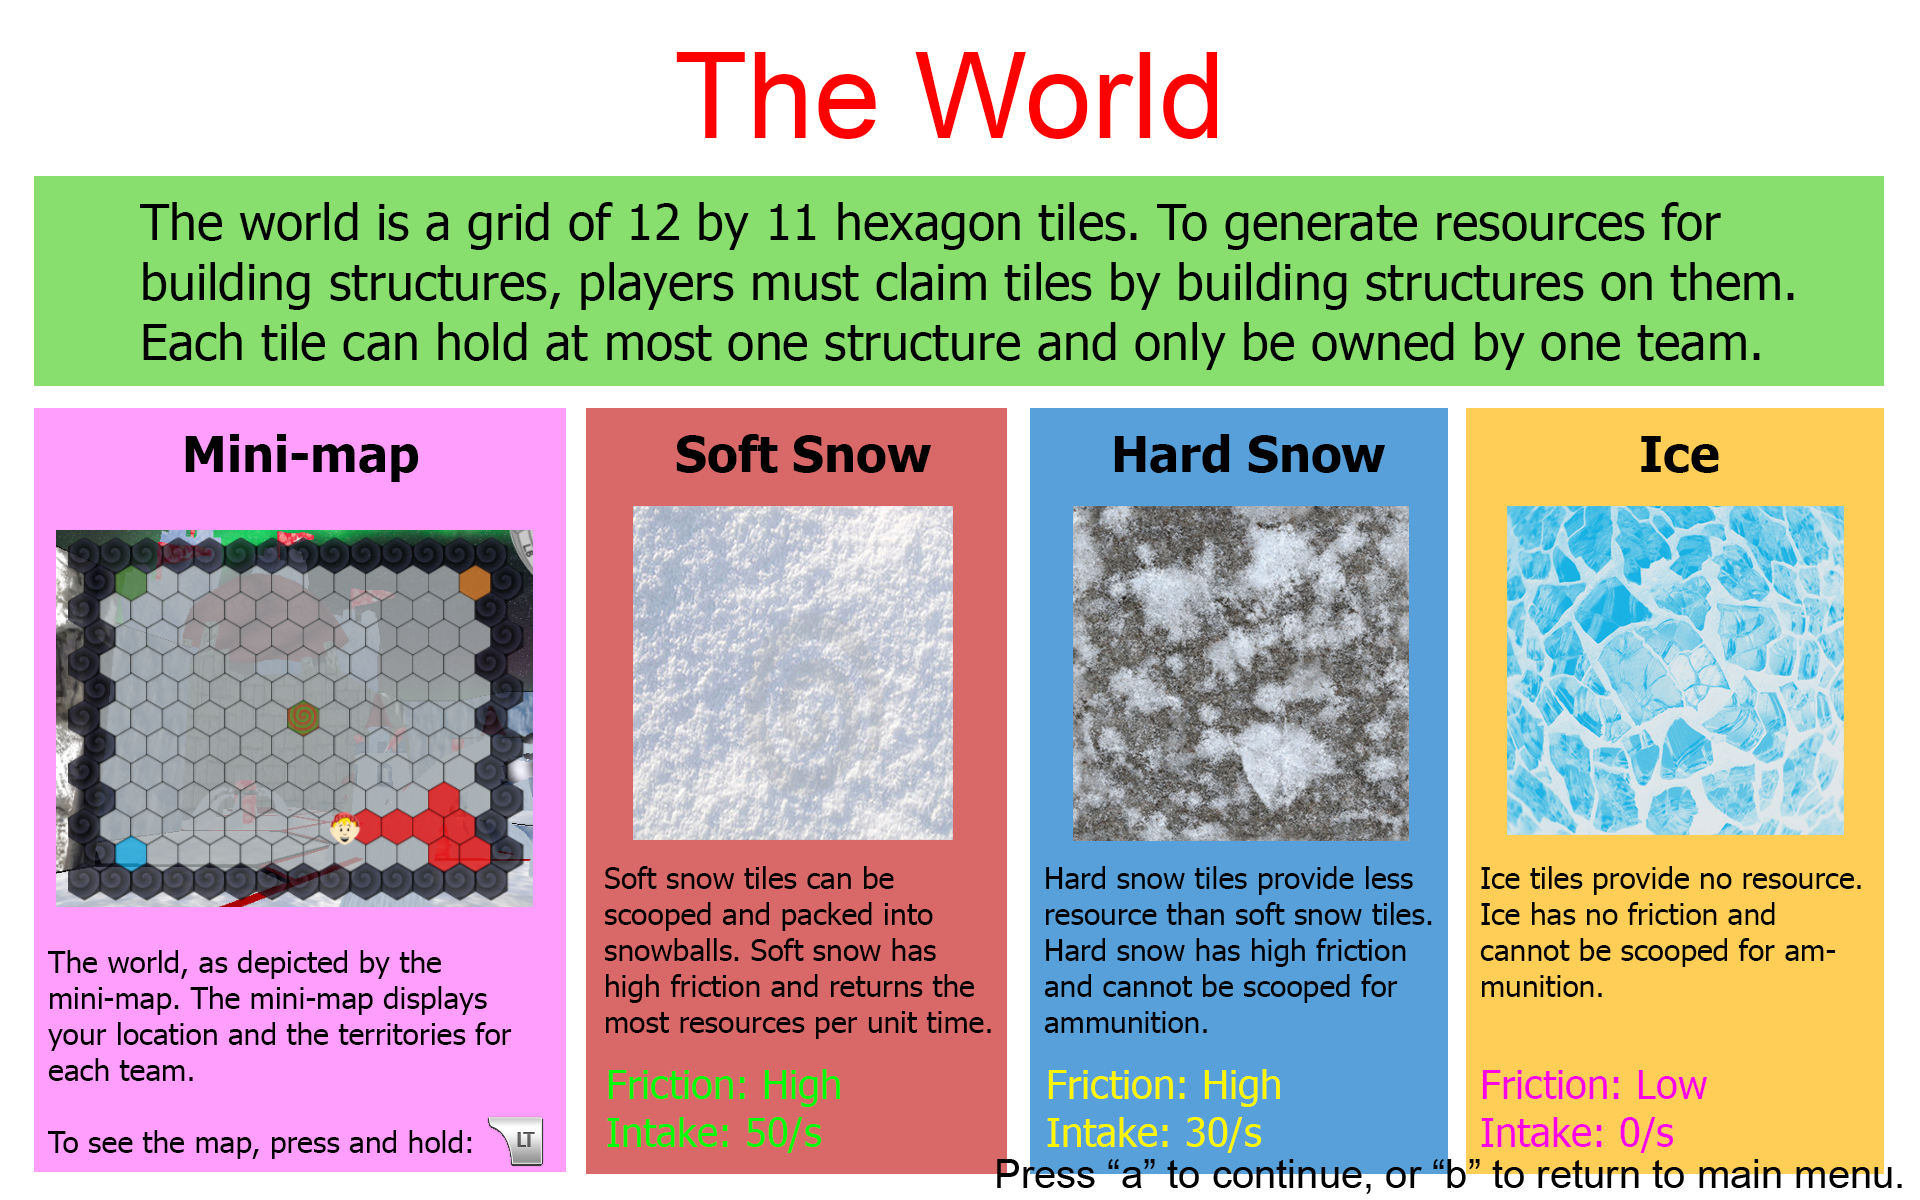 The World
The world is a grid of 12 by 11 hexagon tiles. To generate resources for
building structures, players must claim tiles by building structures on them.
Each tile can hold at most one structure and only be owned by one team.
Mini-map
The world, as depicted by the
mini-map. The mini-map displays
your location and the territories for
each team.
To see the map, press and hold:
LT
Soft Snow
Soft snow tiles can be
scooped and packed into
snowballs. Soft snow has
high friction and returns the
most resources per unit time.
Friction: High
Intake: 50/s
Hard Snow
Hard snow tiles provide less
resource than soft snow tiles.
Hard snow has high friction
and cannot be scooped for
ammunition.
Friction: High
Intake: 30/s
Ice
Ice tiles provide no resource.
Ice has no friction and
cannot be scooped for am-
munition.
Friction: Low
Intake: 0/s
Press “a” to continue, or “b” to return to main menu.